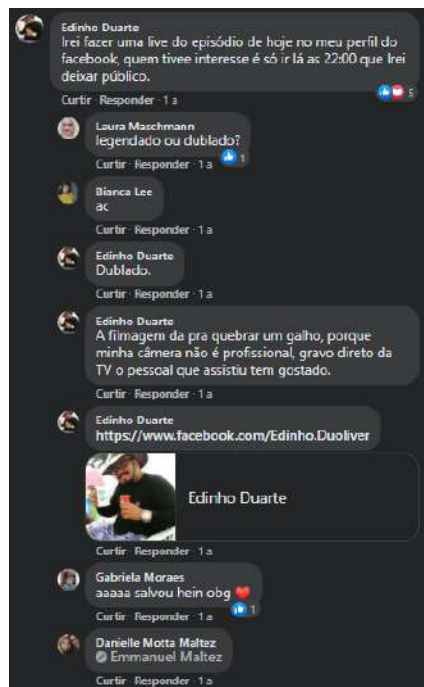 Edinho Duarte
Irei fazer uma live do episódio de hoje no meu perfil do
facebook, quem tivee interesse é só ir lá as 22:00 que Irei
deixar público.
Curtir · Responder · 1 a
5
Laura Maschmann
legendado ou dublado?
Curtir · Responder · 1 a
1
Bianca Lee
ac
Curtir · Responder · 1 a
Edinho Duarte
Dublado.
Curtir · Responder · 1 a
Edinho Duarte
A filmagem da pra quebrar um galho, porque
minha câmera não é profissional, gravo direto da
TV o pessoal que assistiu tem gostado.
Curtir · Responder · 1 a
Edinho Duarte
https://www.facebook.com/Edinho.Duoliver
Edinho Duarte
Curtir · Responder · 1 a
Gabriela Moraes
aaaaa salvou hein obg ❤
Curtir · Responder · 1 a
1
Danielle Motta Maltez
Emmanuel Maltez
Curtir · Responder · 1 a